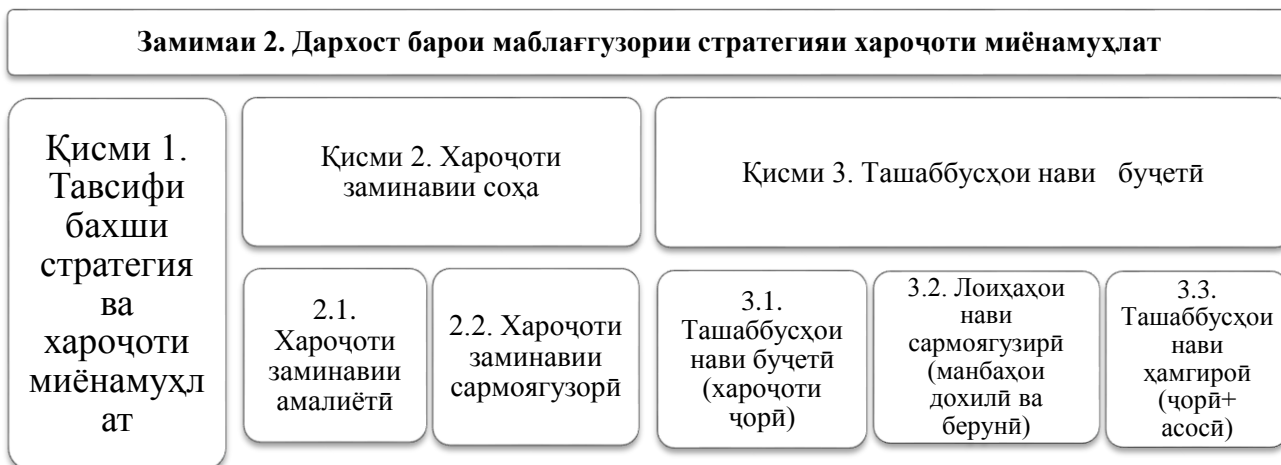 Замимаи 2. Дархост барои маблағгузории стратегияи хароҷоти миёнамуҳлат
Қисми 1.
Тавсифи
бахши
стратегия
ва
хароҷоти
миёнамуҳл
ат
Қисми 2. Хароҷоти
заминавии соҳа
Қисми 3. Ташаббусҳои нави буҷетӣ
2.1.
Хароҷоти
заминавии
амалиётӣ
2.2. Хароҷоти
заминавии
сармоягузорӣ
3.1.
Ташаббусҳои
нави буҷетӣ
(хароҷоти
ҷорӣ)
3.2. Лоиҳаҳои
нави
сармоягузирӣ
(манбаҳои
дохилӣ ва
берунӣ)
3.3.
Ташаббусҳои
нави
ҳамгироӣ
(ҷорӣ+
асосӣ)